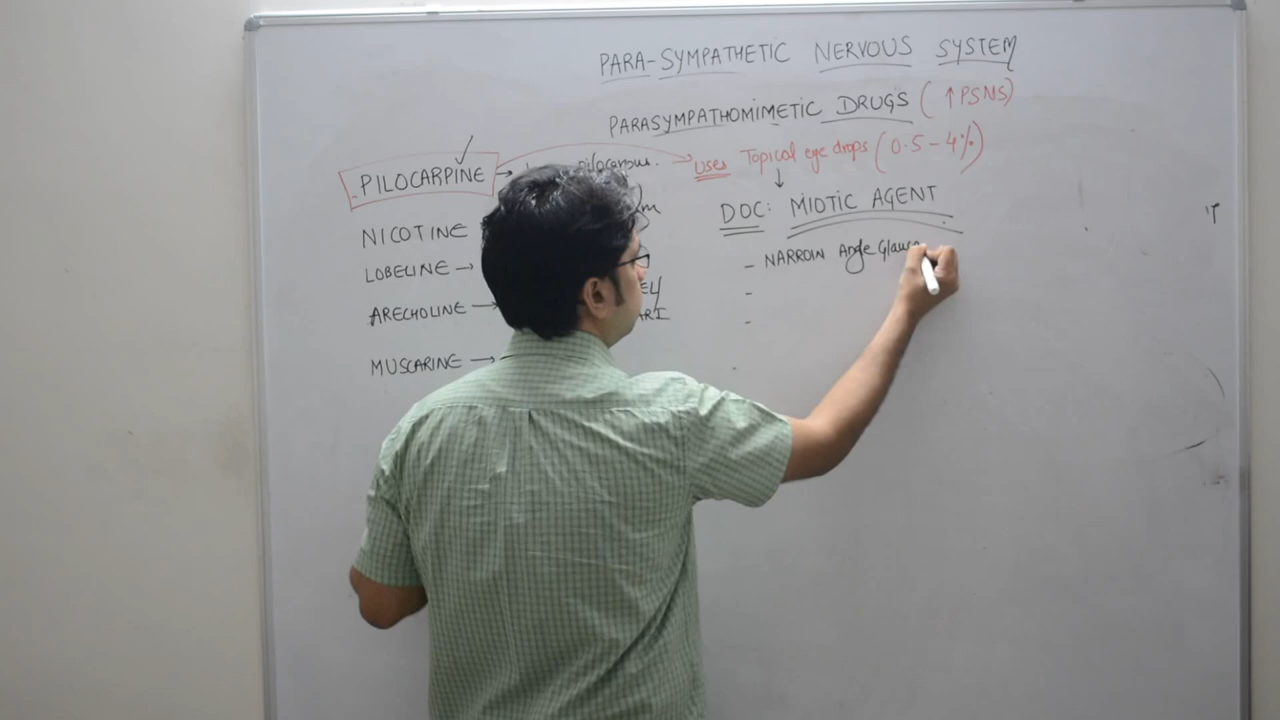 PARA-SYMPATHETIC NERVOUS SYSTEM
PARASYMPATHOMIMETIC DRUGS (↑PSNS)
PILOCARPINE → pilocarpus. → Uses Topical eye drops (0.5-4%)
↓
DOC: MIOTIC AGENT
NICOTINE
- NARROW Angle Glauco
LOBELINE →
-
ARECHOLINE →
-
MUSCARINE →